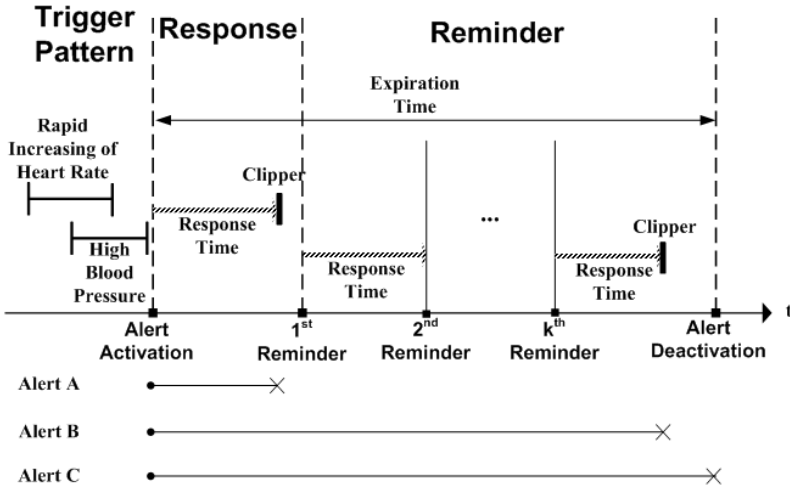 Trigger
Pattern
Response
Reminder
Expiration
Time
Rapid
Increasing of
Heart Rate
Clipper
Response
Time
High
Blood
Pressure
Response
Time
...
Clipper
Response
Time
t
Alert
Activation
1st
Reminder
2nd
Reminder
kth
Reminder
Alert
Deactivation
Alert A
Alert B
Alert C